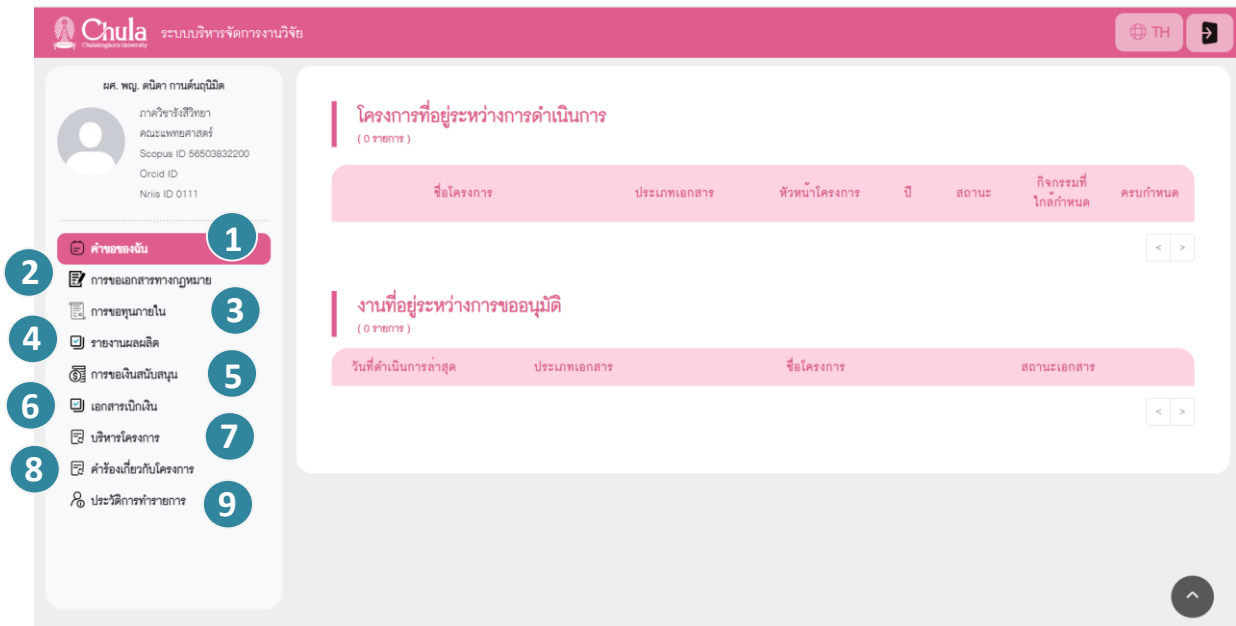 Chula
Chulalongkorn University
ระบบบริหารจัดการงานวิจัย
TH
ผศ. พญ. คนิตา กานต์นฤนิมิต
ภาควิชารังสีวิทยา
คณะแพทยศาสตร์
Scopus ID 56503832200
Orcid ID
Nriis ID 0111
1
คำขอของฉัน
2
การขอเอกสารทางกฎหมาย
การขอทุนภายใน
3
4
รายงานผลผลิต
การขอเงินสนับสนุน
5
6
เอกสารเบิกเงิน
บริหารโครงการ
7
8
คำร้องเกี่ยวกับโครงการ
ประวัติการทำรายการ
9
โครงการที่อยู่ระหว่างการดำเนินการ
( 0 รายการ )
ชื่อโครงการ ประเภทเอกสาร หัวหน้าโครงการ ปี สถานะ กิจกรรมที่ใกล้กำหนด ครบกำหนด
< >
งานที่อยู่ระหว่างการขออนุมัติ
( 0 รายการ )
วันที่ดำเนินการล่าสุด ประเภทเอกสาร ชื่อโครงการ สถานะเอกสาร
< >